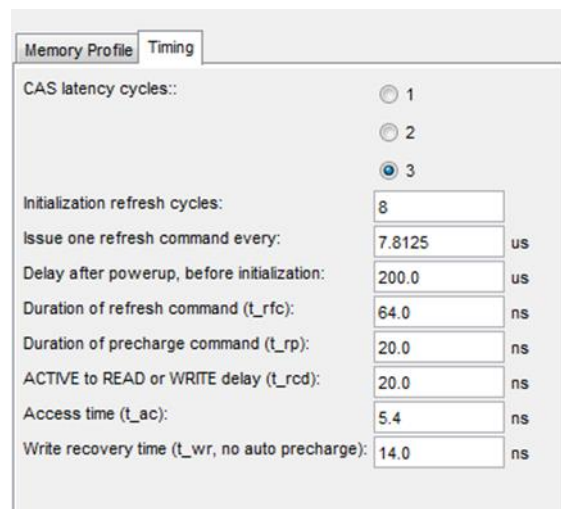 Memory Profile Timing
CAS latency cycles::
1
2
3
Initialization refresh cycles: 8
Issue one refresh command every: 7.8125 us
Delay after powerup, before initialization: 200.0 us
Duration of refresh command (t_rfc): 64.0 ns
Duration of precharge command (t_rp): 20.0 ns
ACTIVE to READ or WRITE delay (t_rcd): 20.0 ns
Access time (t_ac): 5.4 ns
Write recovery time (t_wr, no auto precharge): 14.0 ns